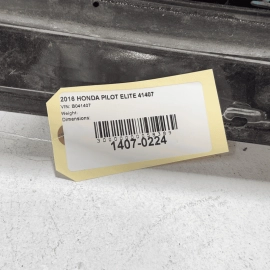 2016 HONDA PILOT ELITE 41407
VIN: B041407
Weight:
Dimensions:
1407-0224